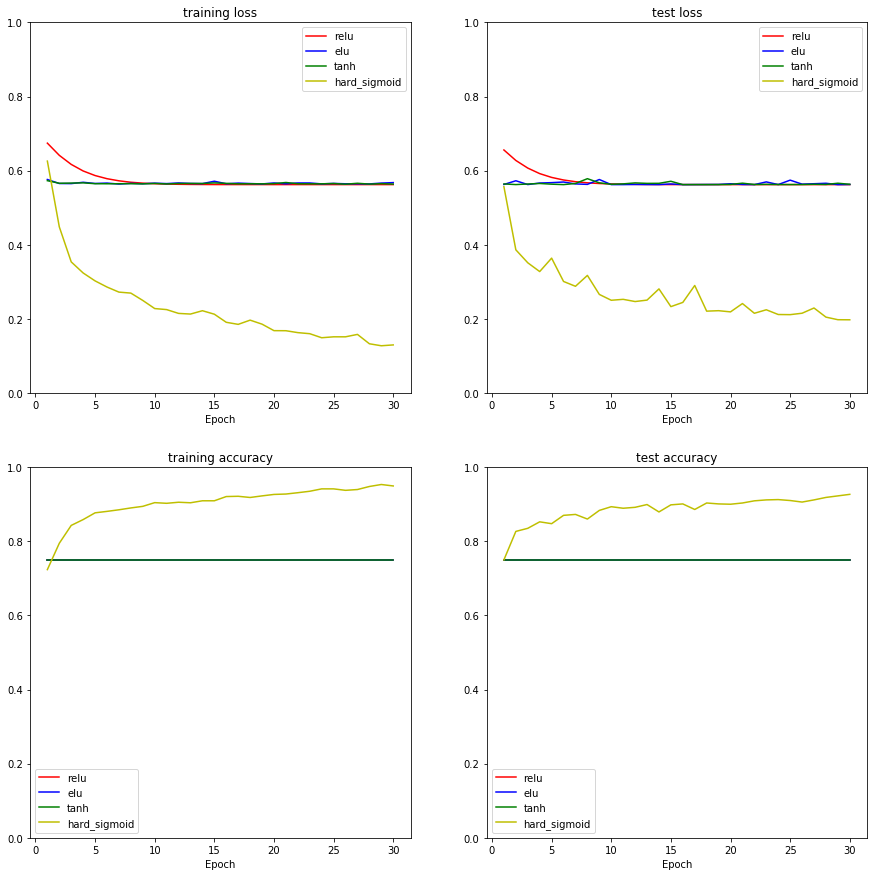 training loss
1.0
0.8
0.6
0.4
0.2
0.0
0 5 10 15 20 25 30
Epoch
relu
elu
tanh
hard_sigmoid
test loss
1.0
0.8
0.6
0.4
0.2
0.0
0 5 10 15 20 25 30
Epoch
relu
elu
tanh
hard_sigmoid
training accuracy
1.0
0.8
0.6
0.4
0.2
0.0
relu
elu
tanh
hard_sigmoid
0 5 10 15 20 25 30
Epoch
test accuracy
1.0
0.8
0.6
0.4
0.2
0.0
relu
elu
tanh
hard_sigmoid
0 5 10 15 20 25 30
Epoch